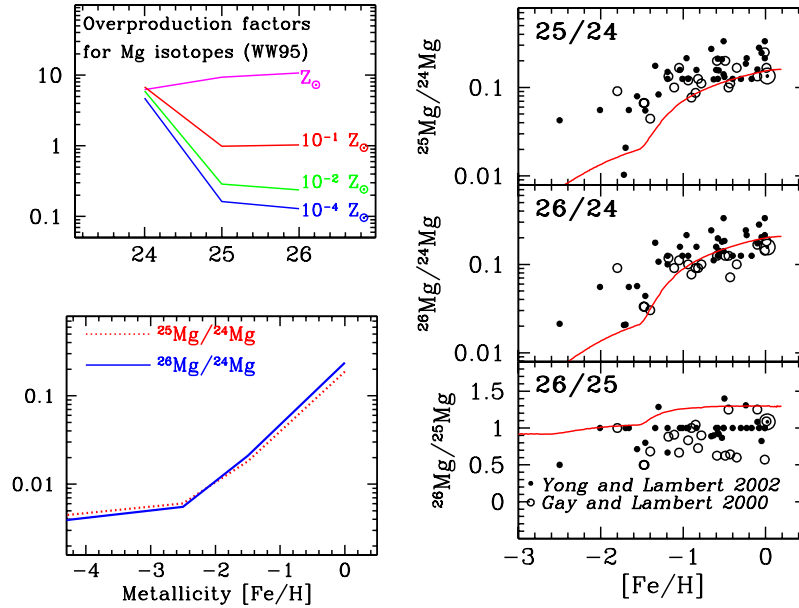 Overproduction factors
for Mg isotopes (WW95)
10
1
0.1
Z☉
10⁻¹ Z☉
10⁻² Z☉
10⁻⁴ Z☉
24 25 26
²⁵Mg/²⁴Mg
²⁶Mg/²⁴Mg
0.1
0.01
−4 −3 −2 −1 0
Metallicity [Fe/H]
25/24
²⁵Mg/²⁴Mg
0.1
0.01
26/24
²⁶Mg/²⁴Mg
0.1
0.01
26/25
²⁶Mg/²⁵Mg
1.5
1
0.5
0
Yong and Lambert 2002
Gay and Lambert 2000
−3 −2 −1 0
[Fe/H]